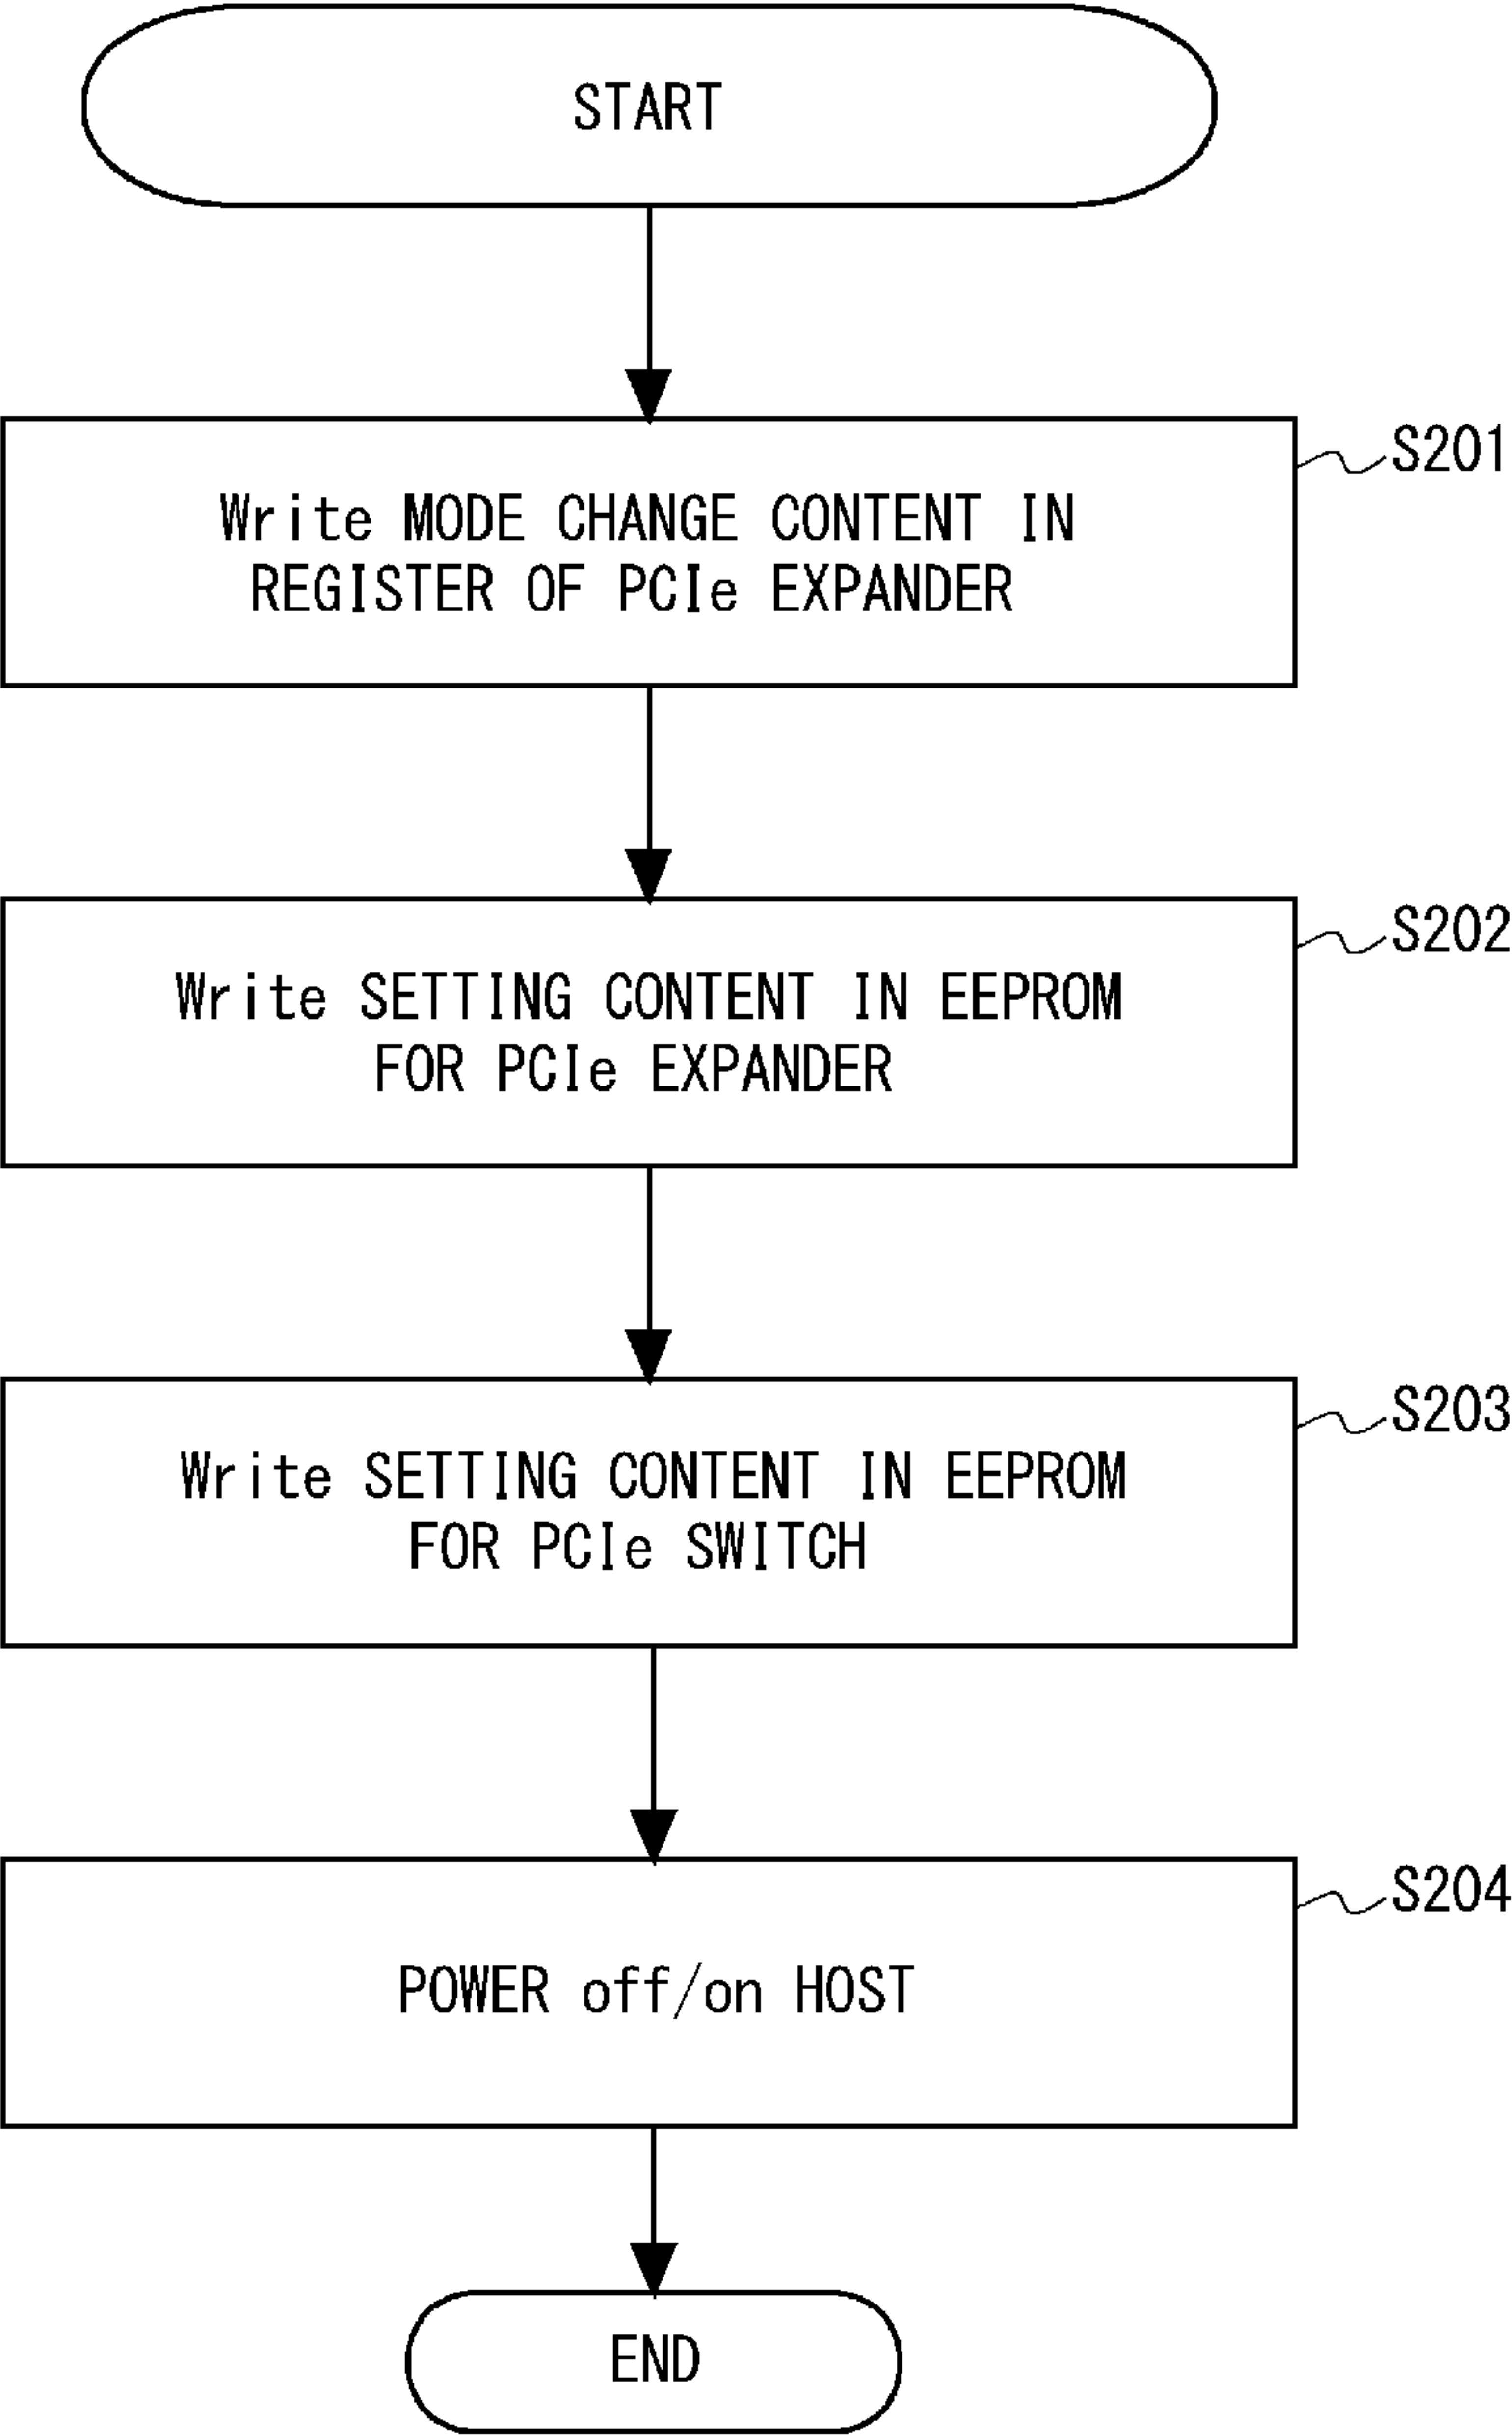 START
S201
Write MODE CHANGE CONTENT IN
REGISTER OF PCIe EXPANDER
S202
Write SETTING CONTENT IN EEPROM
FOR PCIe EXPANDER
S203
Write SETTING CONTENT IN EEPROM
FOR PCIe SWITCH
S204
POWER off/on HOST
END